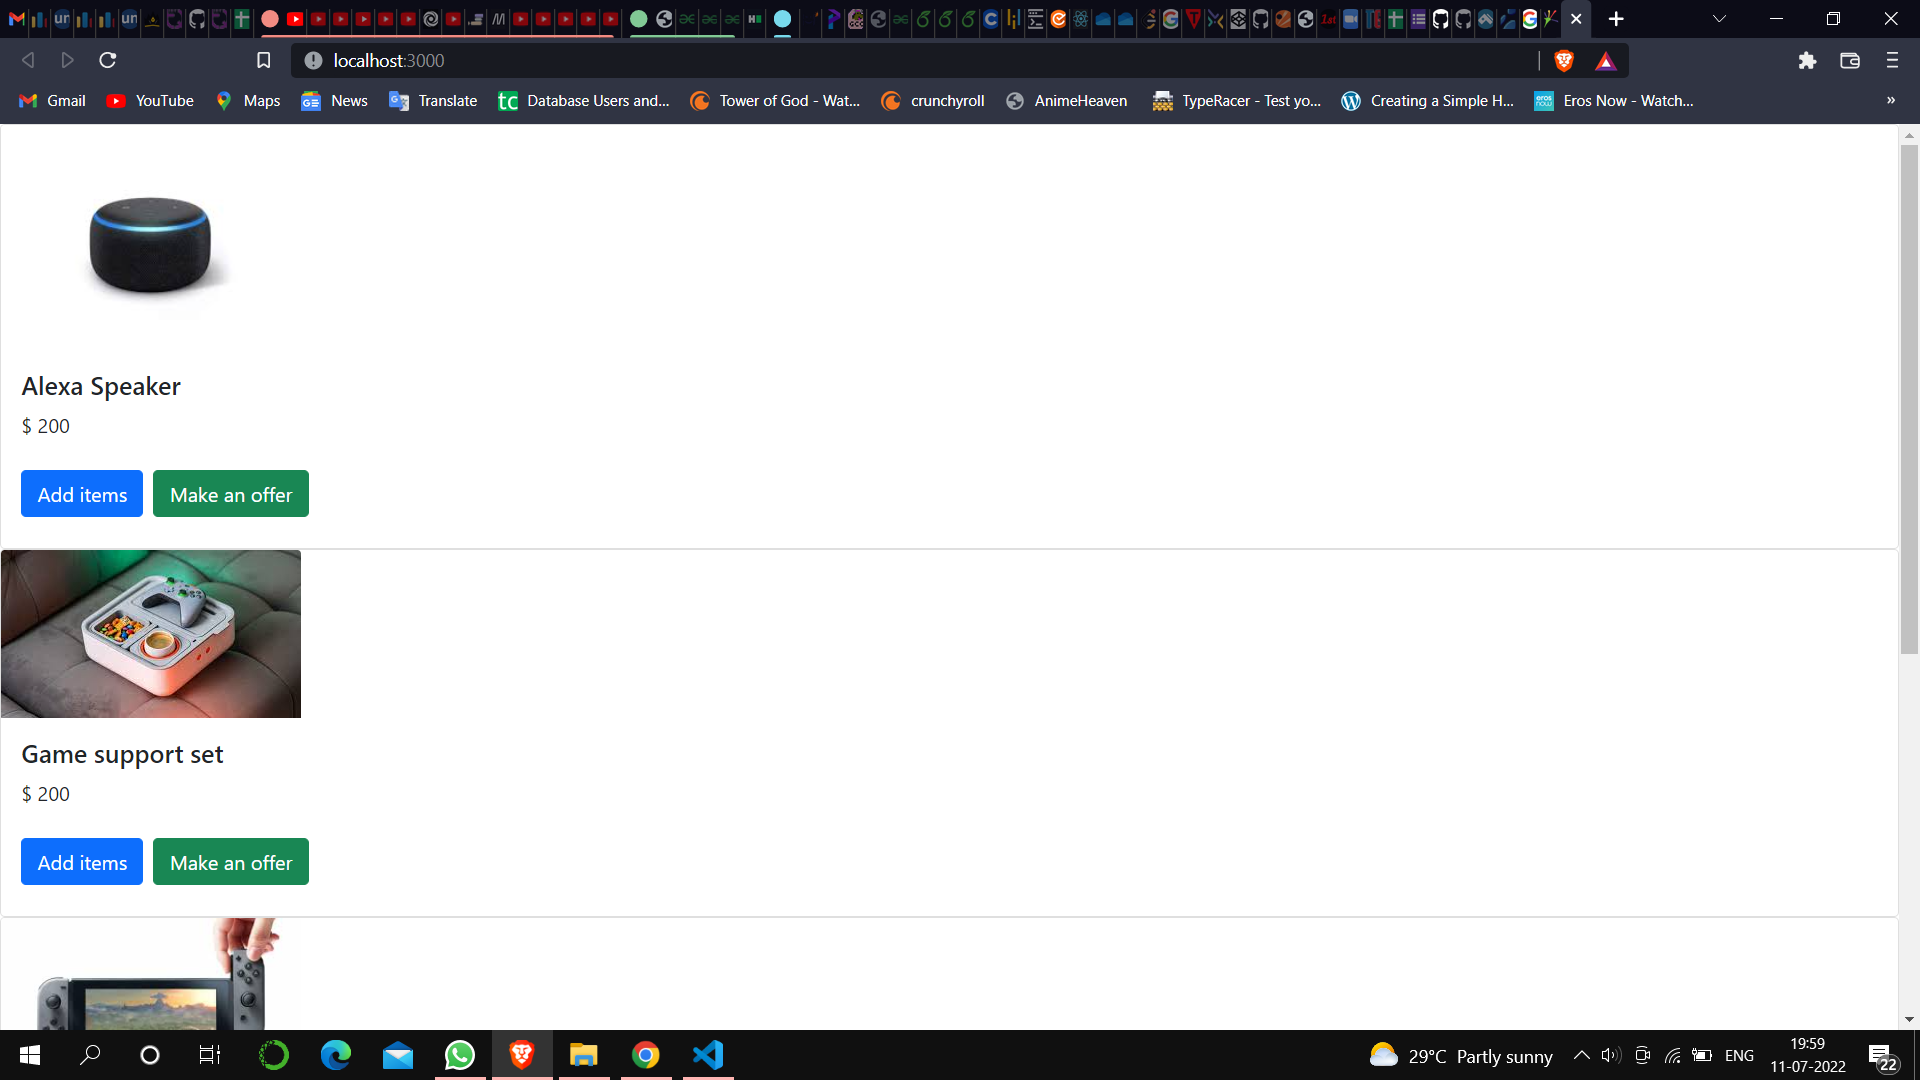 localhost:3000
Gmail
YouTube
Maps
News
Translate
Database Users and...
Tower of God - Wat...
crunchyroll
AnimeHeaven
TypeRacer - Test yo...
Creating a Simple H...
Eros Now - Watch...
»
Alexa Speaker
$ 200
Add items
Make an offer
Game support set
$ 200
Add items
Make an offer
29°C Partly sunny
ENG
19:59
11-07-2022
22